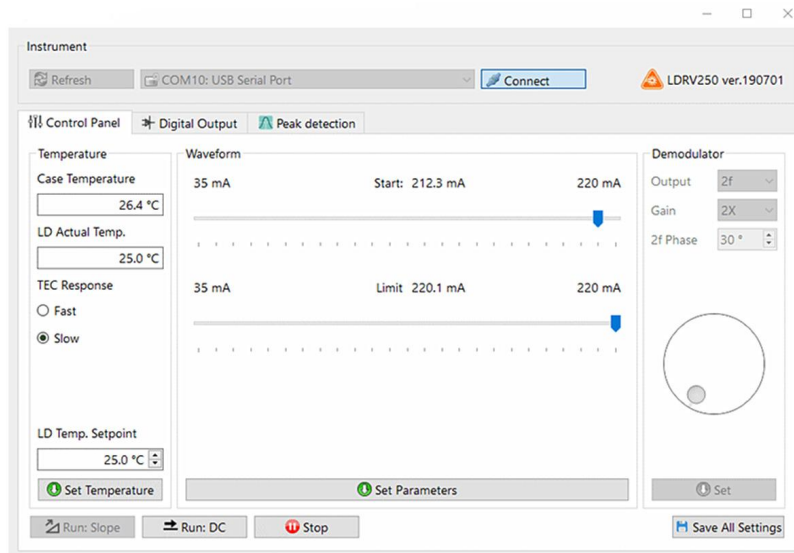 Instrument
Refresh
COM10: USB Serial Port
Connect
LDRV250 ver.190701
Control Panel
Digital Output
Peak detection
Temperature
Case Temperature
26.4 °C
LD Actual Temp.
25.0 °C
TEC Response
Fast
Slow
LD Temp. Setpoint
25.0 °C
Set Temperature
Waveform
35 mA Start: 212.3 mA 220 mA
35 mA Limit 220.1 mA 220 mA
Set Parameters
Demodulator
Output 2f
Gain 2X
2f Phase 30 °
Set
Run: Slope
Run: DC
Stop
Save All Settings